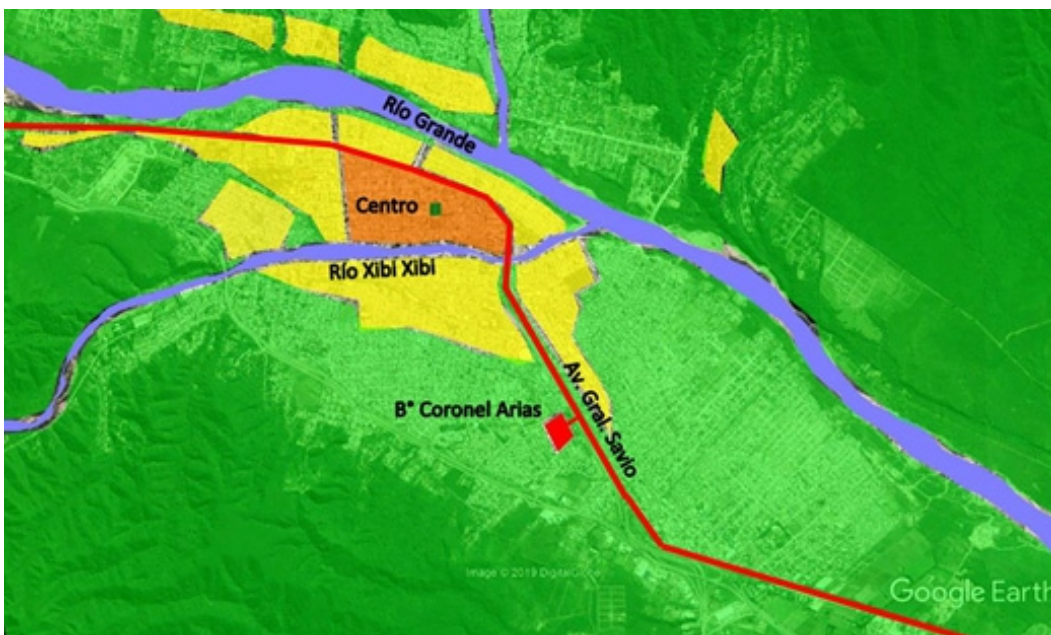 Río Grande
Centro
Río Xibi Xibi
Av. Gral. Savio
B° Coronel Arias
Image © 2019 DigitalGlobe
Google Earth